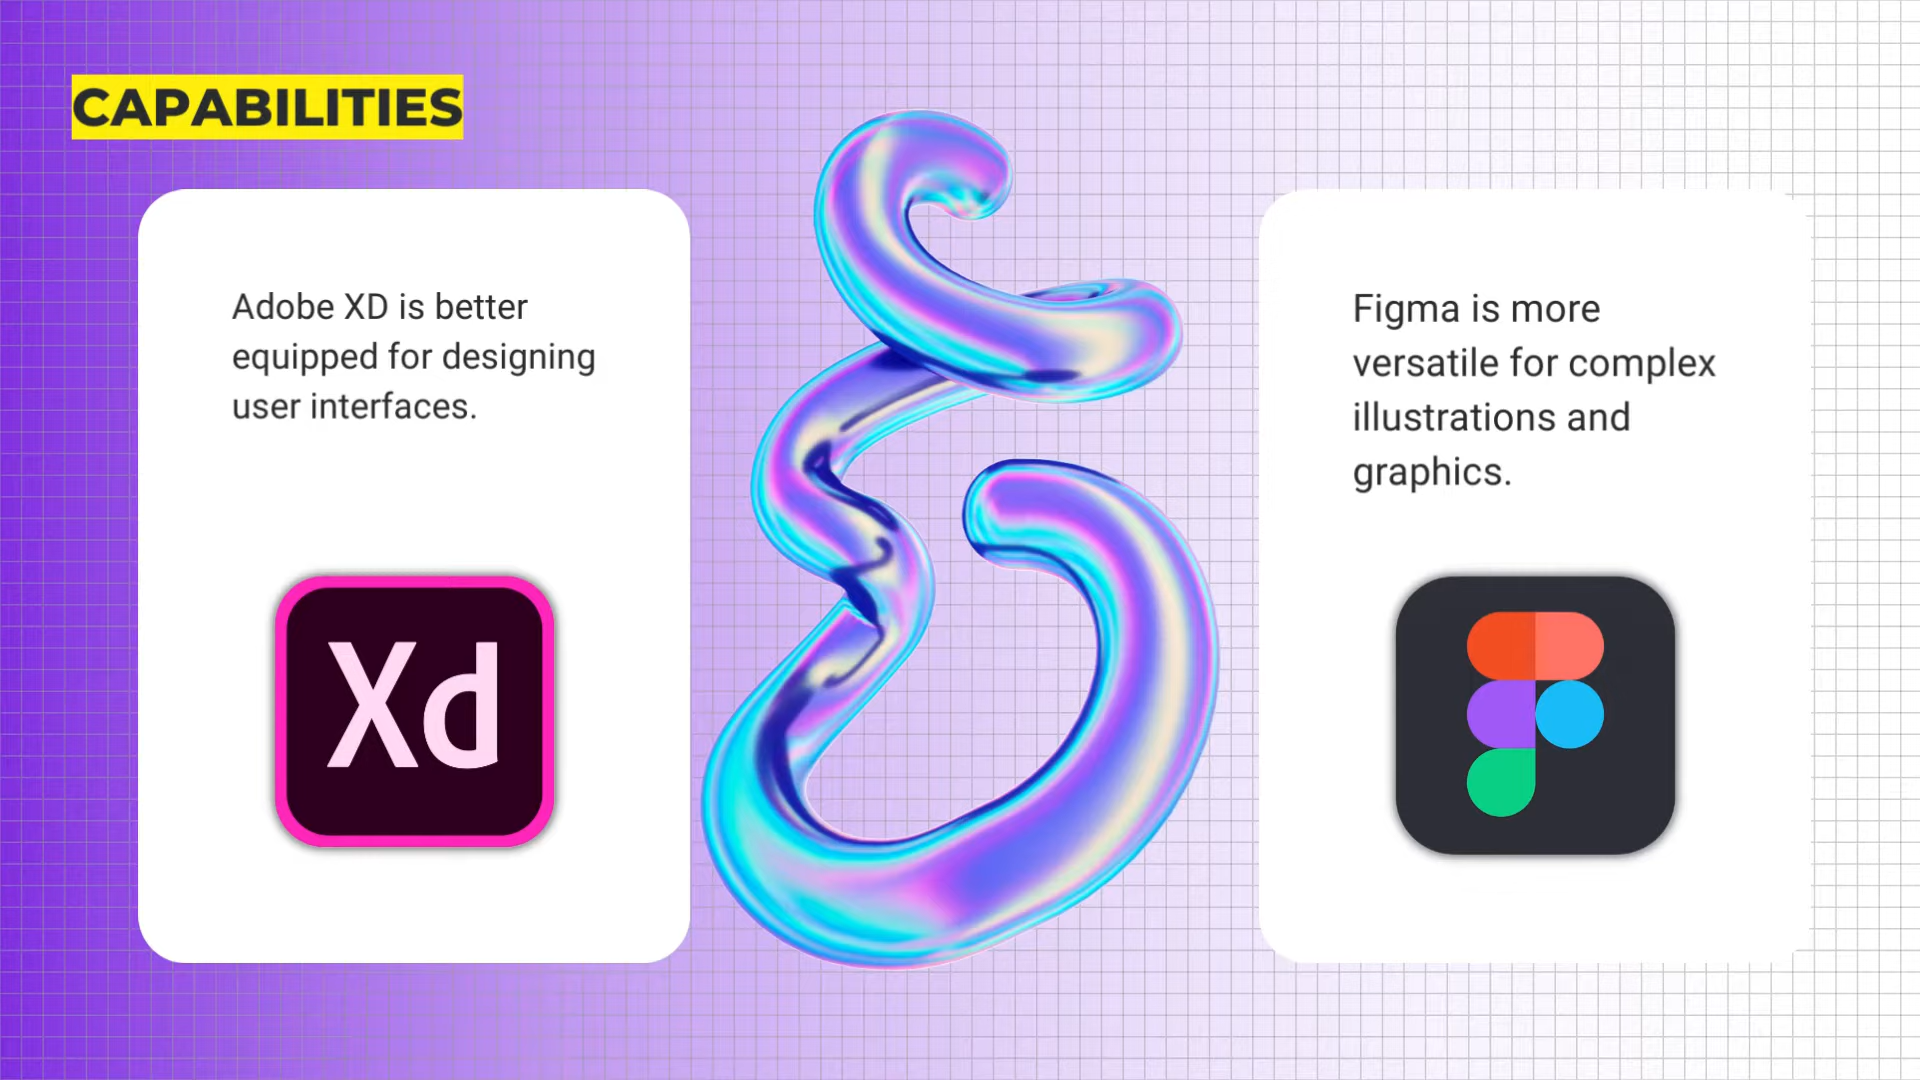 CAPABILITIES
Adobe XD is better
equipped for designing
user interfaces.
Xd
Figma is more
versatile for complex
illustrations and
graphics.